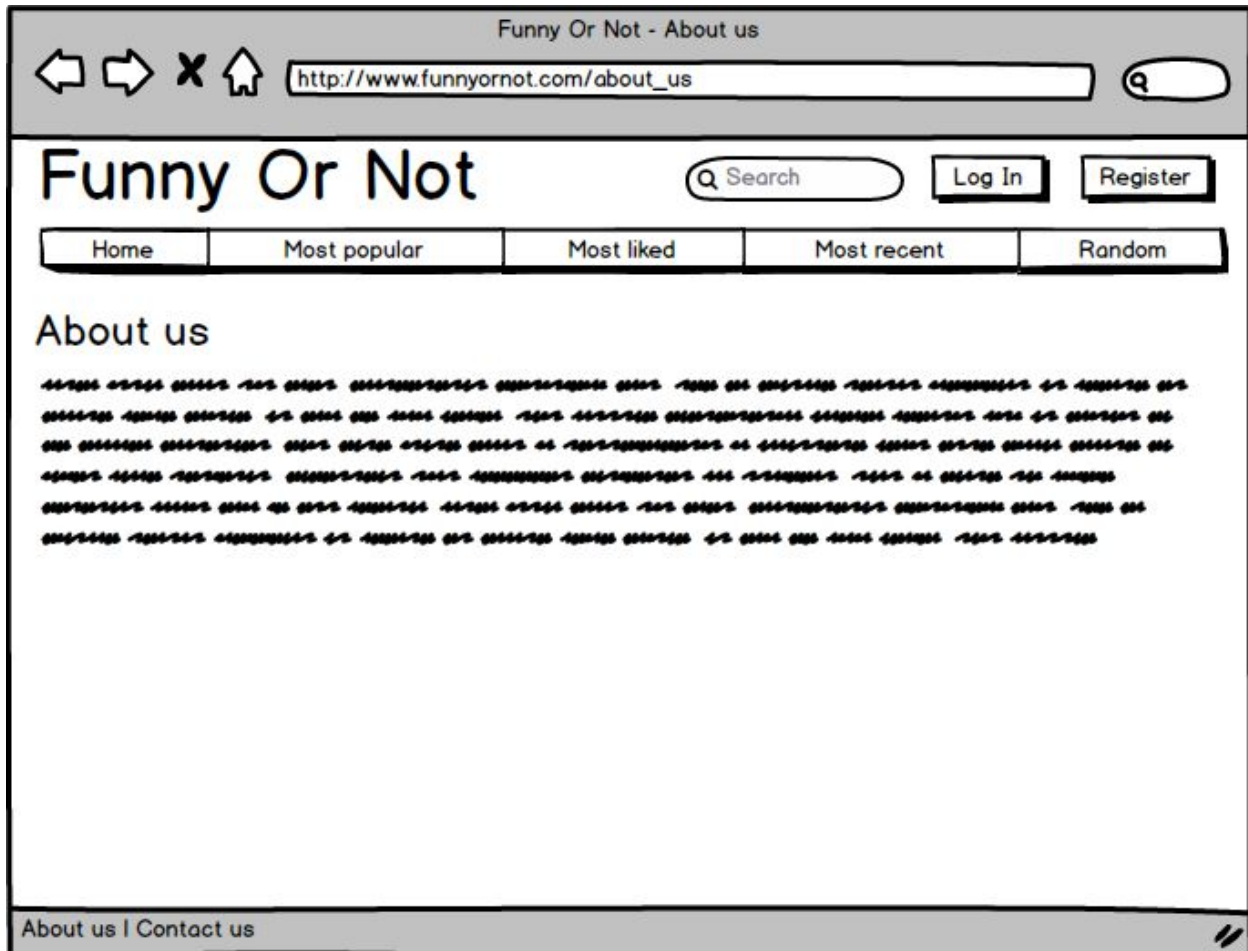 Funny Or Not - About us
http://www.funnyornot.com/about_us
Funny Or Not
Search
Log In
Register
Home Most popular Most liked Most recent Random
About us
About us | Contact us